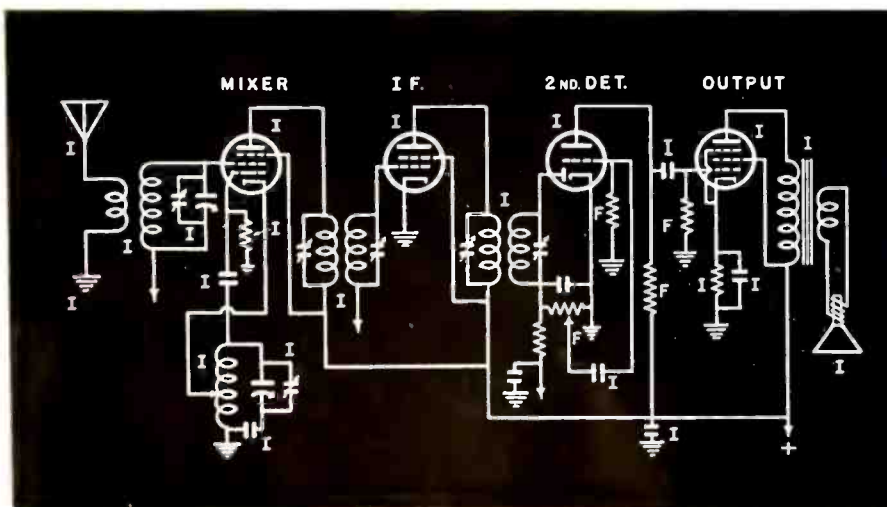 MIXER I F. 2ND. DET. OUTPUT
I I I I
I I I
I
I I F F
I
I I I
I I F
F
I
I I
I
I
I +